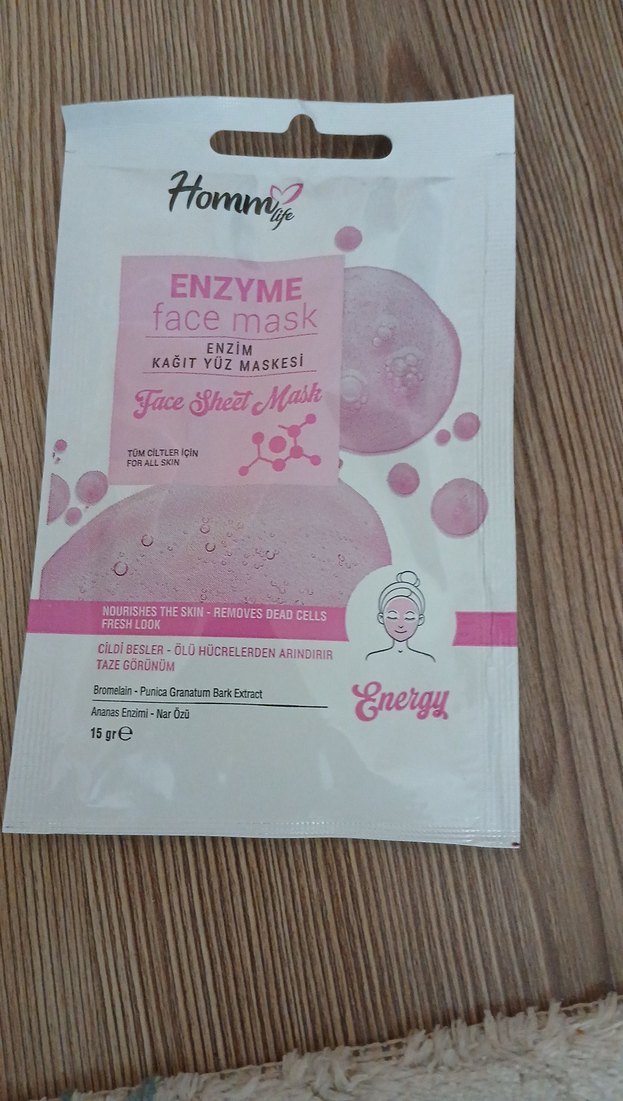 Homm life
ENZYME
face mask
ENZİM
KAĞIT YÜZ MASKESİ
Face Sheet Mask
TÜM CİLTLER İÇİN
FOR ALL SKIN
NOURISHES THE SKIN - REMOVES DEAD CELLS
FRESH LOOK
CİLDİ BESLER - ÖLÜ HÜCRELERDEN ARINDIRIR
TAZE GÖRÜNÜM
Bromelain - Punica Granatum Bark Extract
Ananas Enzimi - Nar Özü
15 gr ℮
Energy